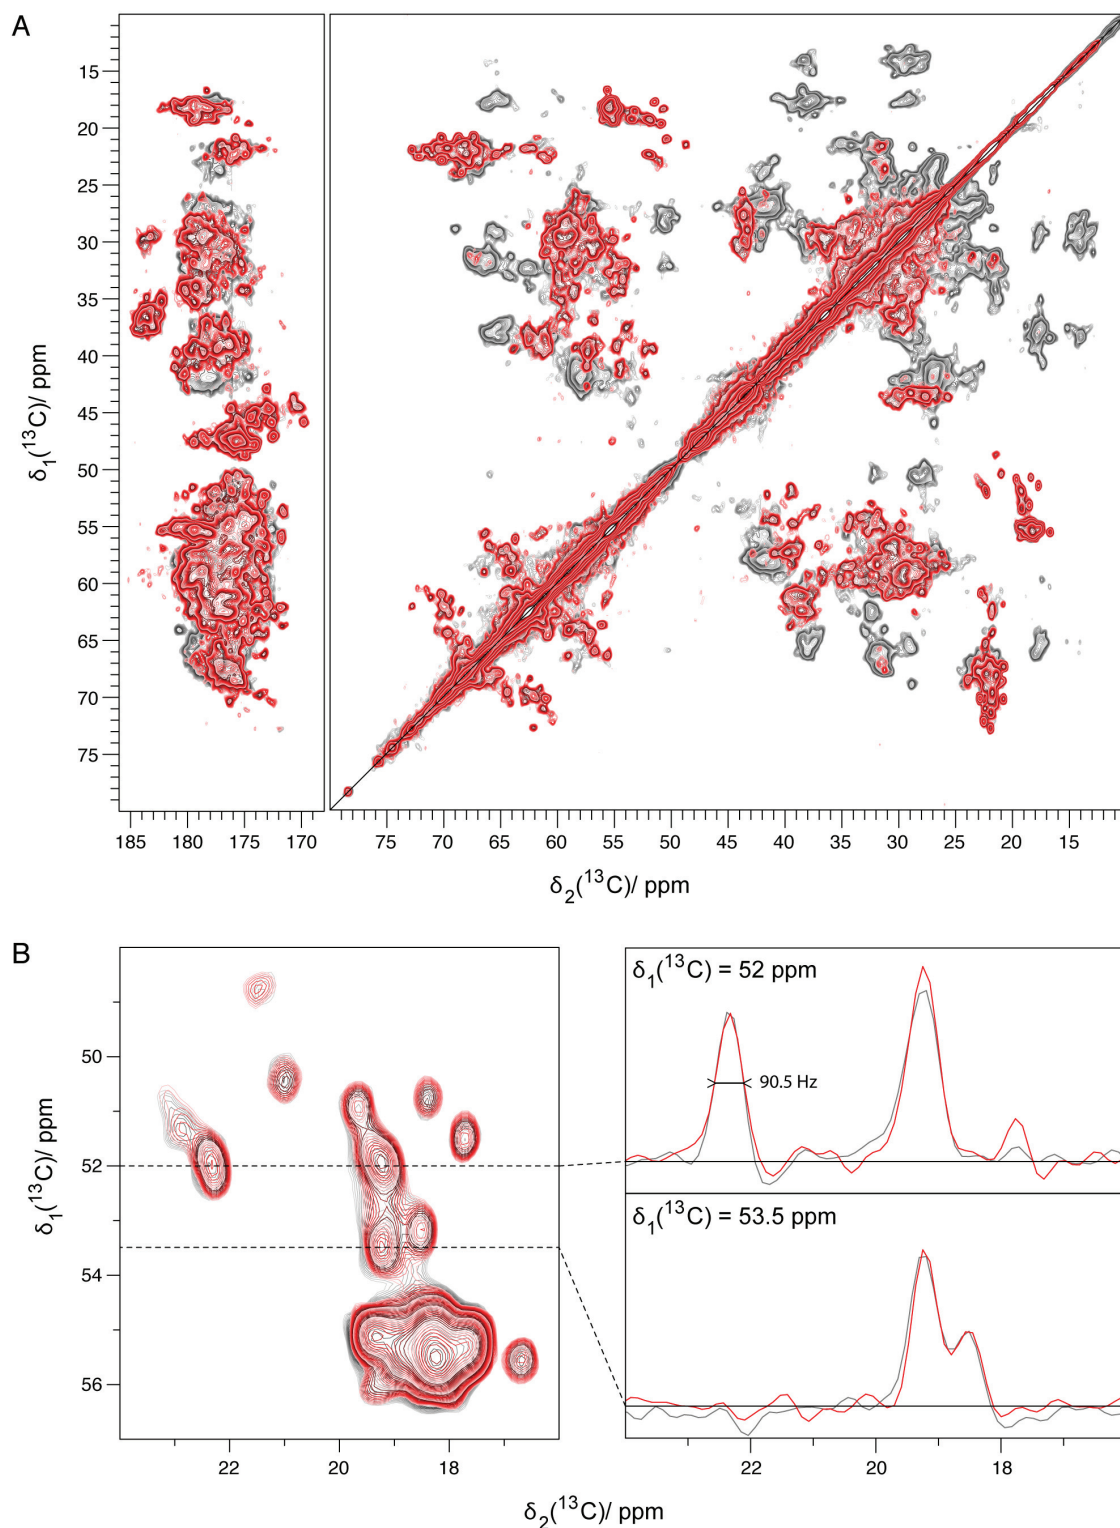 A
15
20
25
30
35
40
45
50
55
60
65
70
75
δ1(13C)/ ppm
185 180 175 170 75 70 65 60 55 50 45 40 35 30 25 20 15
δ2(13C)/ ppm
B
δ1(13C) = 52 ppm
90.5 Hz
δ1(13C) = 53.5 ppm
50
52
54
56
δ1(13C)/ ppm
22 20 18 22 20 18
δ2(13C)/ ppm